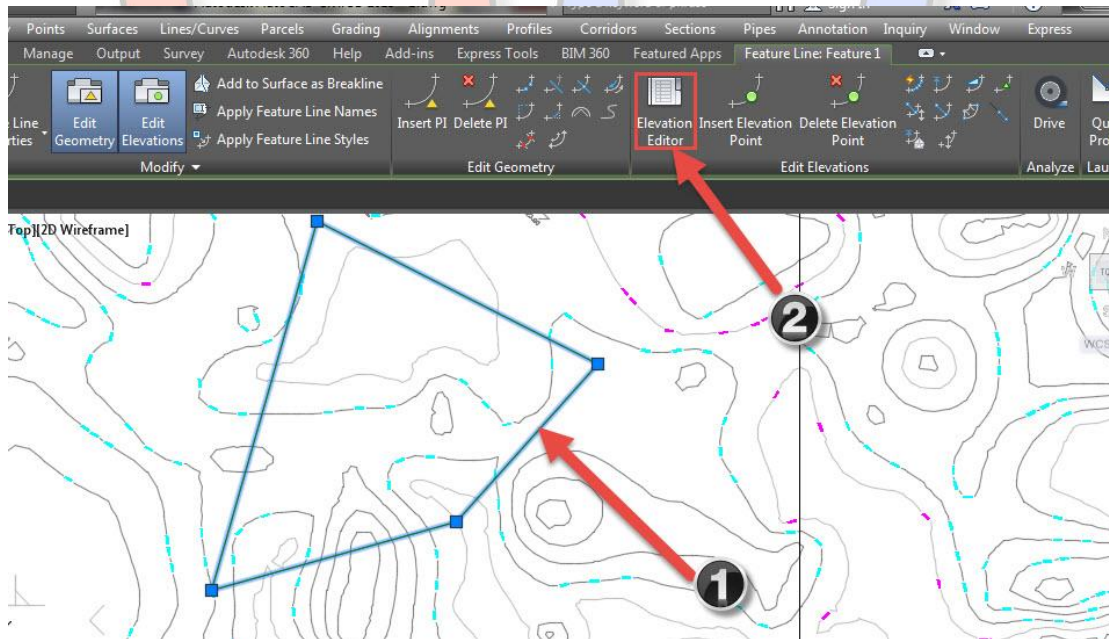 Points Surfaces Lines/Curves Parcels Grading Alignments Profiles Corridors Sections Pipes Annotation Inquiry Window Express
Manage Output Survey Autodesk 360 Help Add-ins Express Tools BIM 360 Featured Apps Feature Line: Feature 1
Add to Surface as Breakline
Line Edit Edit Apply Feature Line Names Insert PI Delete PI Elevation Insert Elevation Delete Elevation Drive
Geometry Elevations Apply Feature Line Styles Editor Point Point
Modify Edit Geometry Edit Elevations Analyze
Top][2D Wireframe]
WCS
2
1